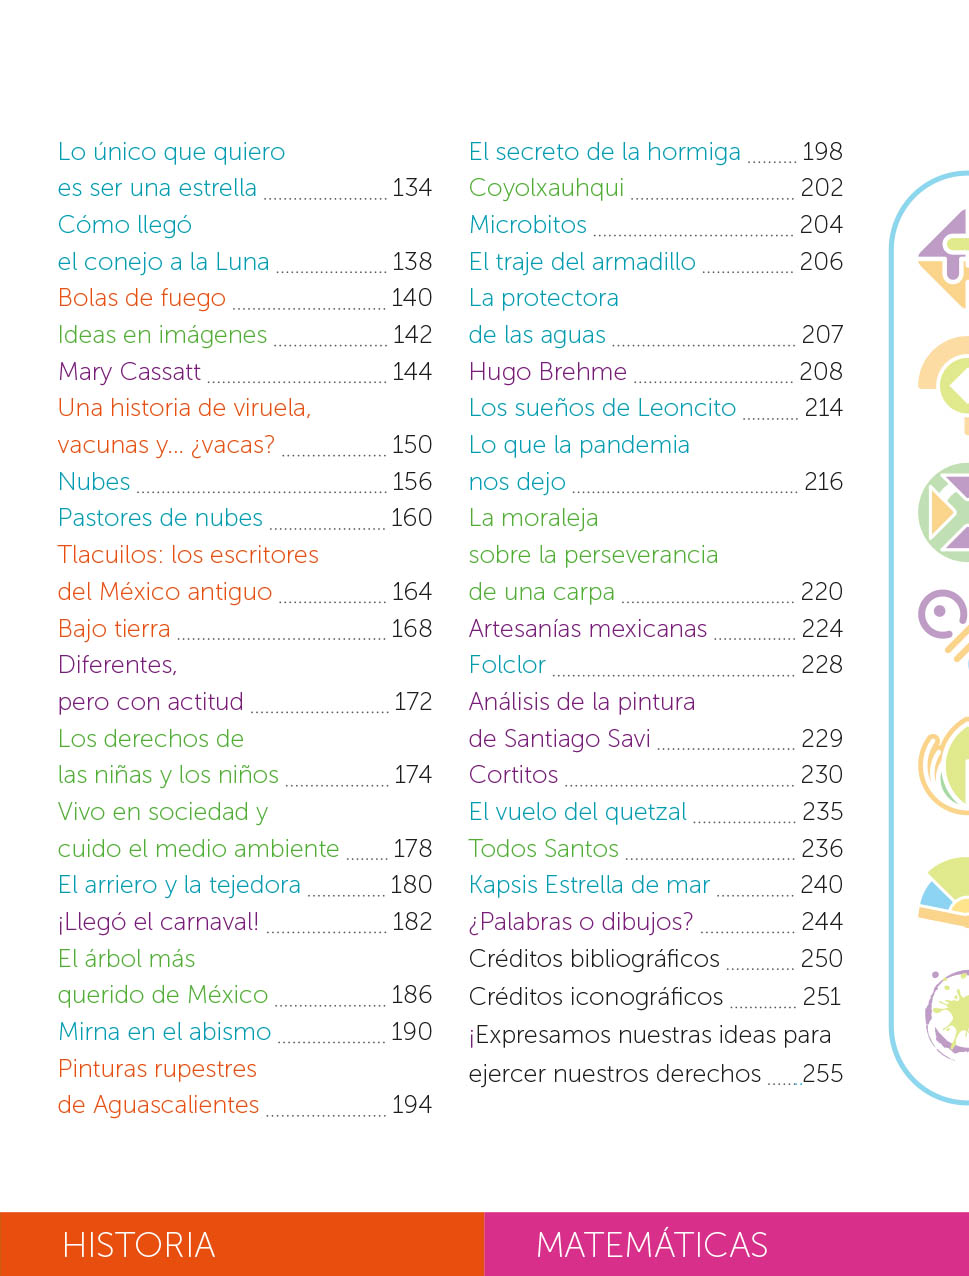 Lo único que quiero
es ser una estrella 134
Cómo llegó
el conejo a la Luna 138
Bolas de fuego 140
Ideas en imágenes 142
Mary Cassatt 144
Una historia de viruela,
vacunas y... ¿vacas? 150
Nubes 156
Pastores de nubes 160
Tlacuilos: los escritores
del México antiguo 164
Bajo tierra 168
Diferentes,
pero con actitud 172
Los derechos de
las niñas y los niños 174
Vivo en sociedad y
cuido el medio ambiente 178
El arriero y la tejedora 180
¡Llegó el carnaval! 182
El árbol más
querido de México 186
Mirna en el abismo 190
Pinturas rupestres
de Aguascalientes 194
El secreto de la hormiga 198
Coyolxauhqui 202
Microbitos 204
El traje del armadillo 206
La protectora
de las aguas 207
Hugo Brehme 208
Los sueños de Leoncito 214
Lo que la pandemia
nos dejo 216
La moraleja
sobre la perseverancia
de una carpa 220
Artesanías mexicanas 224
Folclor 228
Análisis de la pintura
de Santiago Savi 229
Cortitos 230
El vuelo del quetzal 235
Todos Santos 236
Kapsis Estrella de mar 240
¿Palabras o dibujos? 244
Créditos bibliográficos 250
Créditos iconográficos 251
¡Expresamos nuestras ideas para
ejercer nuestros derechos 255
HISTORIA
MATEMÁTICAS